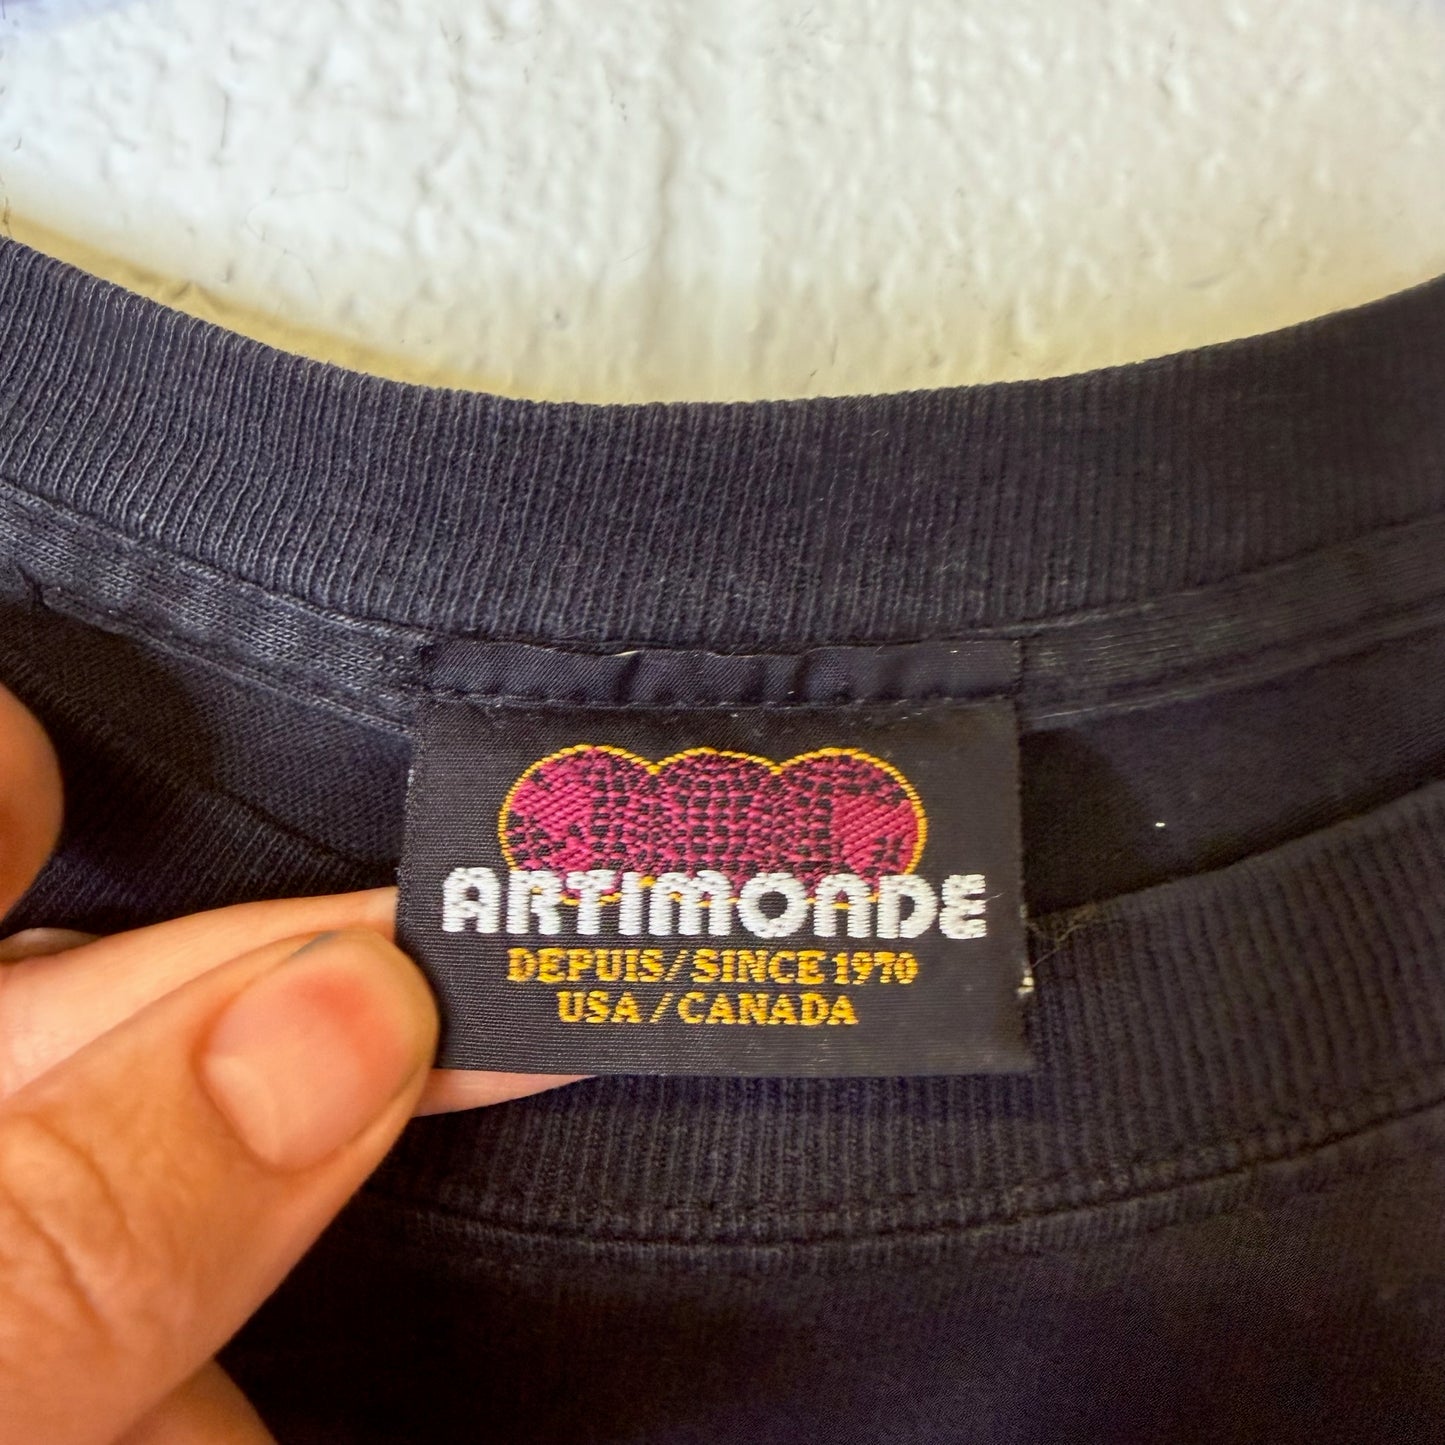 ARTIMONDE
DEPUIS/SINCE 1970
USA/CANADA